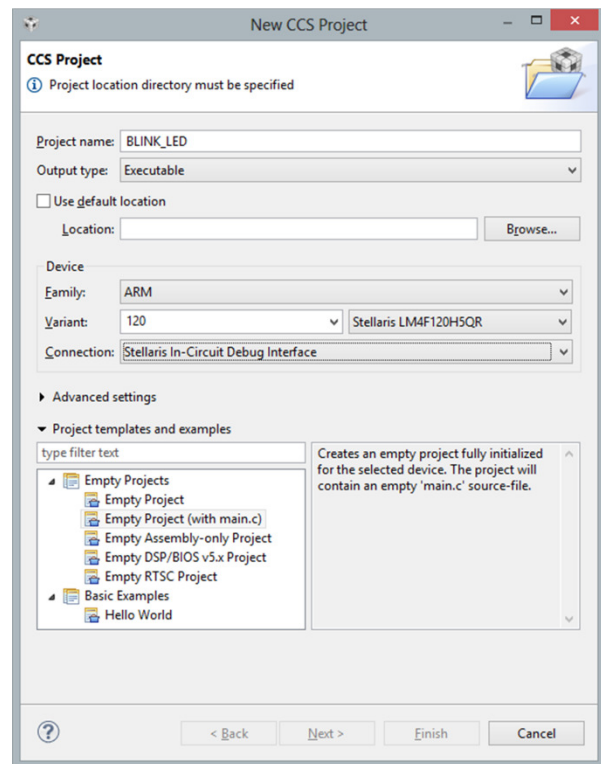 New CCS Project
CCS Project
Project location directory must be specified
Project name: BLINK_LED
Output type: Executable
Use default location
Location: Browse...
Device
Family: ARM
Variant: 120 Stellaris LM4F120H5QR
Connection: Stellaris In-Circuit Debug Interface
Advanced settings
Project templates and examples
type filter text
Empty Projects
Empty Project
Empty Project (with main.c)
Empty Assembly-only Project
Empty DSP/BIOS v5.x Project
Empty RTSC Project
Basic Examples
Hello World
Creates an empty project fully initialized
for the selected device. The project will
contain an empty 'main.c' source-file.
< Back Next > Finish Cancel